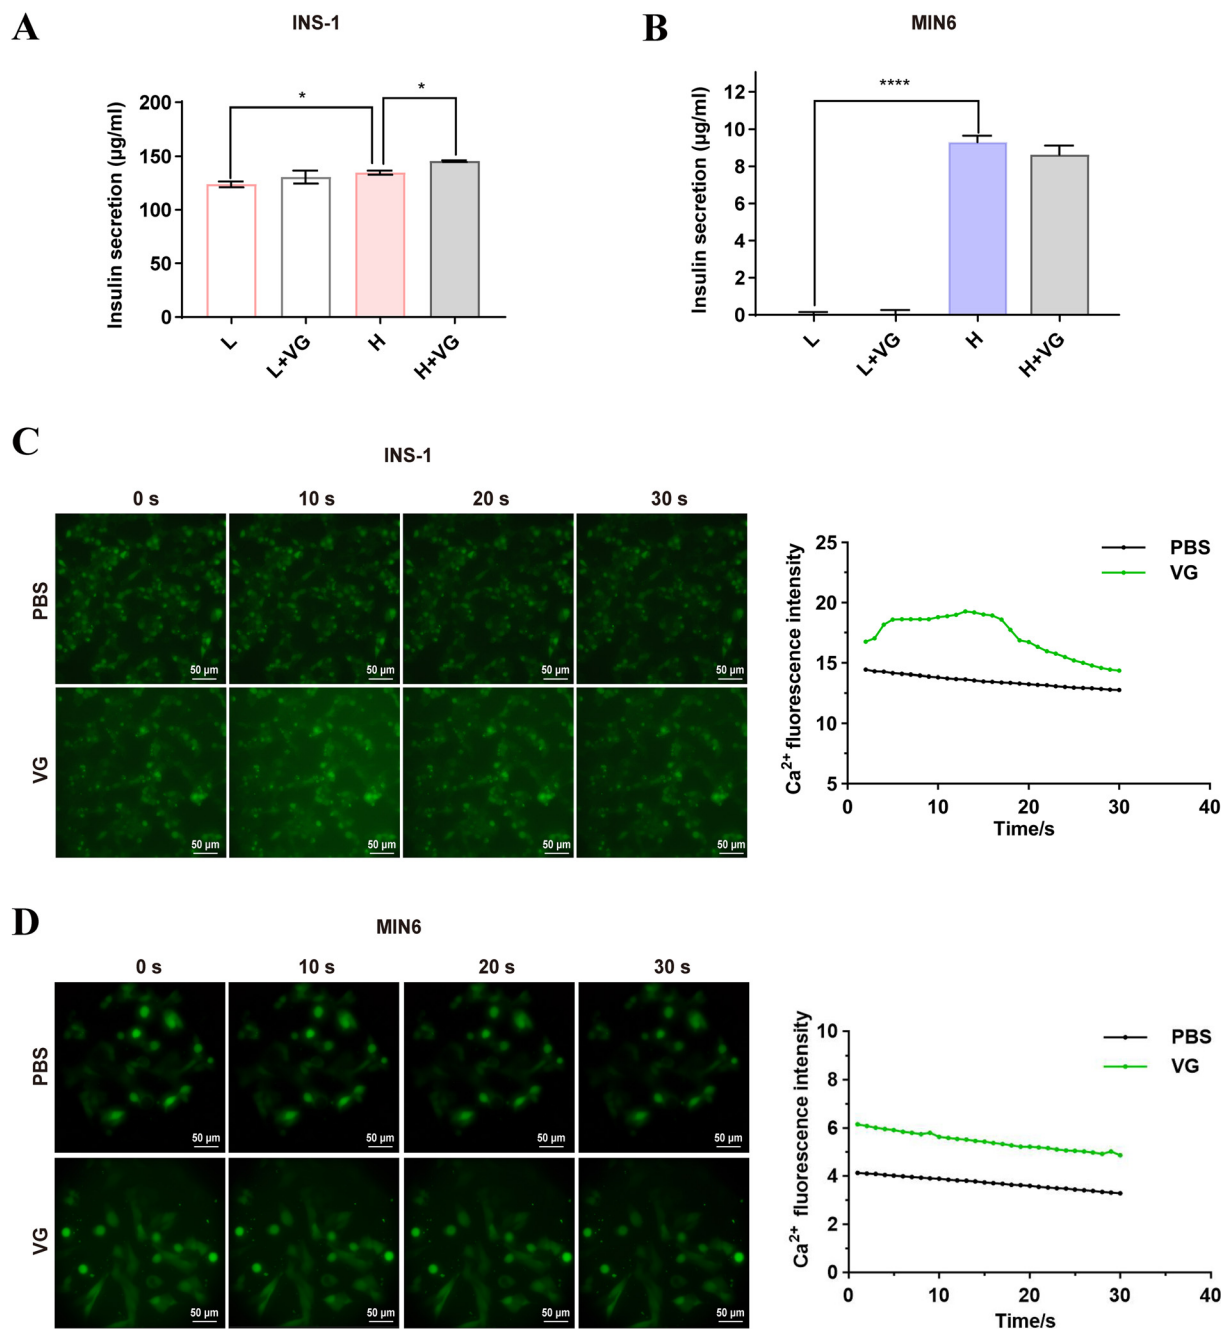 A
INS-1
Insulin secretion (µg/ml)
200
150
100
50
0
*
*
L
L+VG
H
H+VG
B
MIN6
Insulin secretion (µg/ml)
12
10
8
6
4
2
0
****
L
L+VG
H
H+VG
C
INS-1
0 s 10 s 20 s 30 s
PBS
50 µm 50 µm 50 µm 50 µm
VG
50 µm 50 µm 50 µm 50 µm
Ca2+ fluorescence intensity
25
20
15
10
5
0 10 20 30 40
Time/s
PBS
VG
D
MIN6
0 s 10 s 20 s 30 s
PBS
50 µm 50 µm 50 µm 50 µm
VG
50 µm 50 µm 50 µm 50 µm
Ca2+ fluorescence intensity
10
8
6
4
2
0
0 10 20 30 40
Time/s
PBS
VG